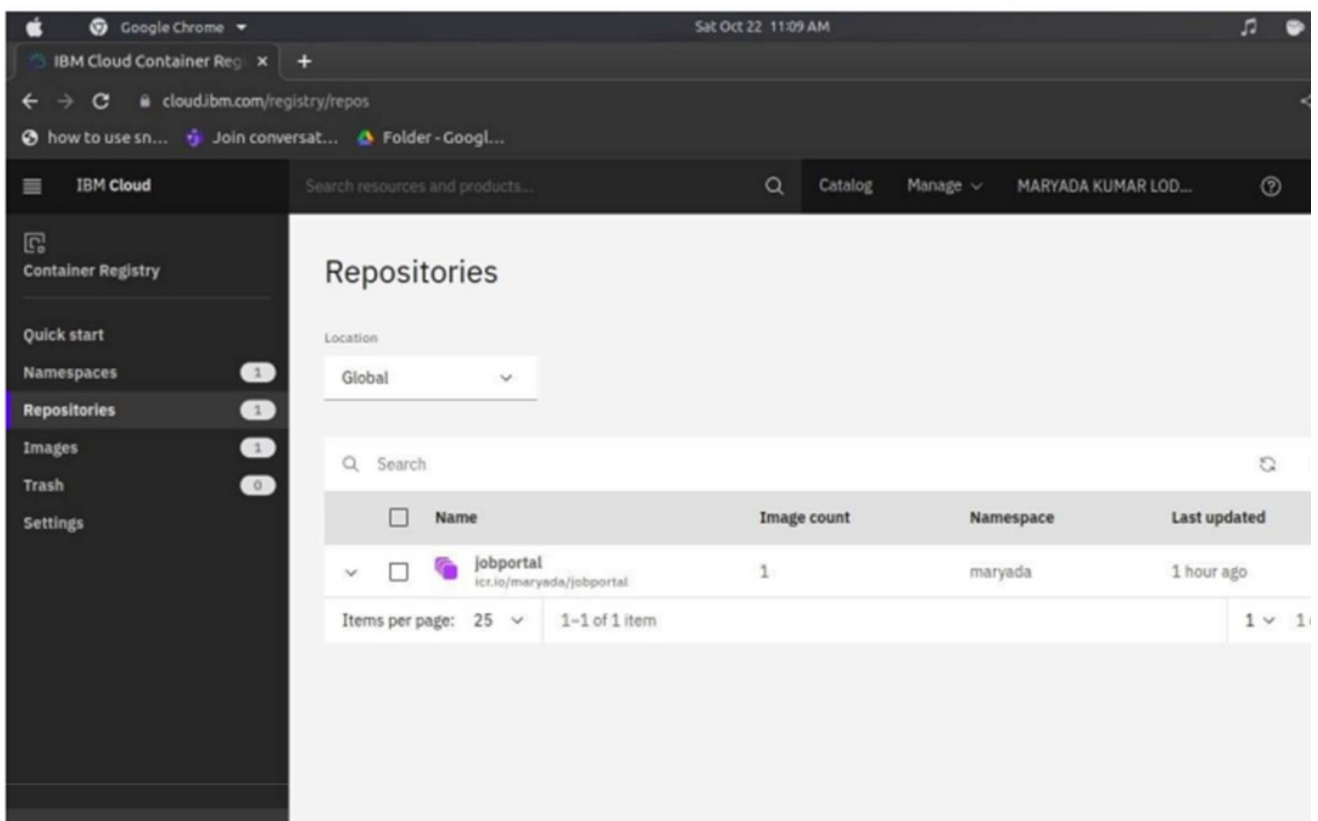 Google Chrome Sat Oct 22 11:09 AM
IBM Cloud Container Reg
cloud.ibm.com/registry/repos
how to use sn... Join conversat... Folder - Googl...
IBM Cloud Search resources and products... Catalog Manage MARYADA KUMAR LOD...
Container Registry
Quick start
Namespaces 1
Repositories 1
Images 1
Trash 0
Settings
Repositories
Location
Global
Search
Name Image count Namespace Last updated
jobportal
icr.io/maryada/jobportal
1 maryada 1 hour ago
Items per page: 25 1–1 of 1 item 1 1